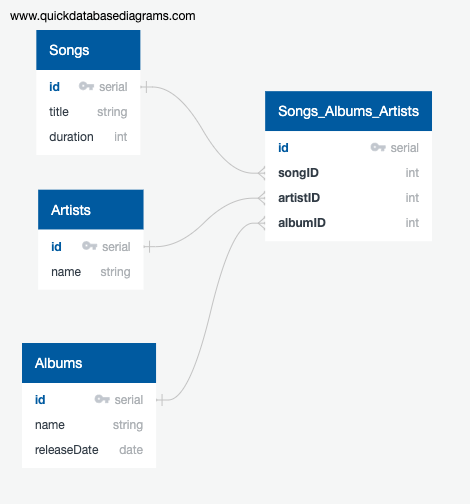 www.quickdatabasediagrams.com
Songs
id serial
title string
duration int
Artists
id serial
name string
Albums
id serial
name string
releaseDate date
Songs_Albums_Artists
id serial
songID int
artistID int
albumID int